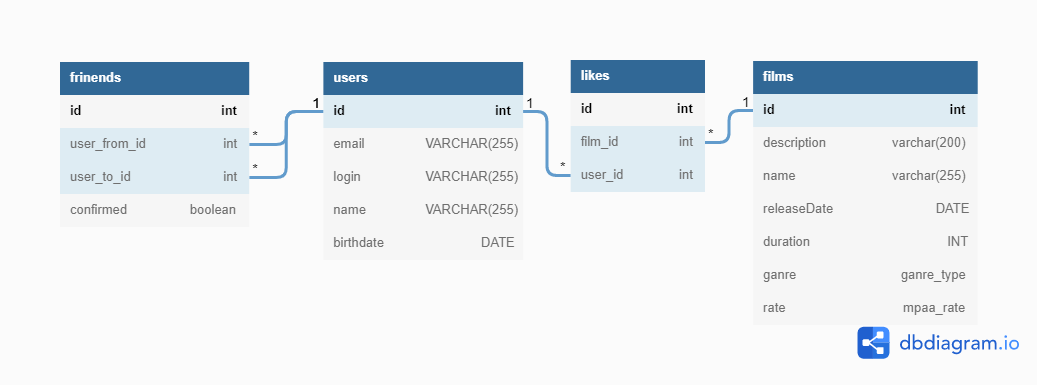 frinends
id int
user_from_id int
user_to_id int
confirmed boolean
1
*
*
users
id int
email VARCHAR(255)
login VARCHAR(255)
name VARCHAR(255)
birthdate DATE
1
*
likes
id int
film_id int
user_id int
*
1
films
id int
description varchar(200)
name varchar(255)
releaseDate DATE
duration INT
ganre ganre_type
rate mpaa_rate
dbdiagram.io